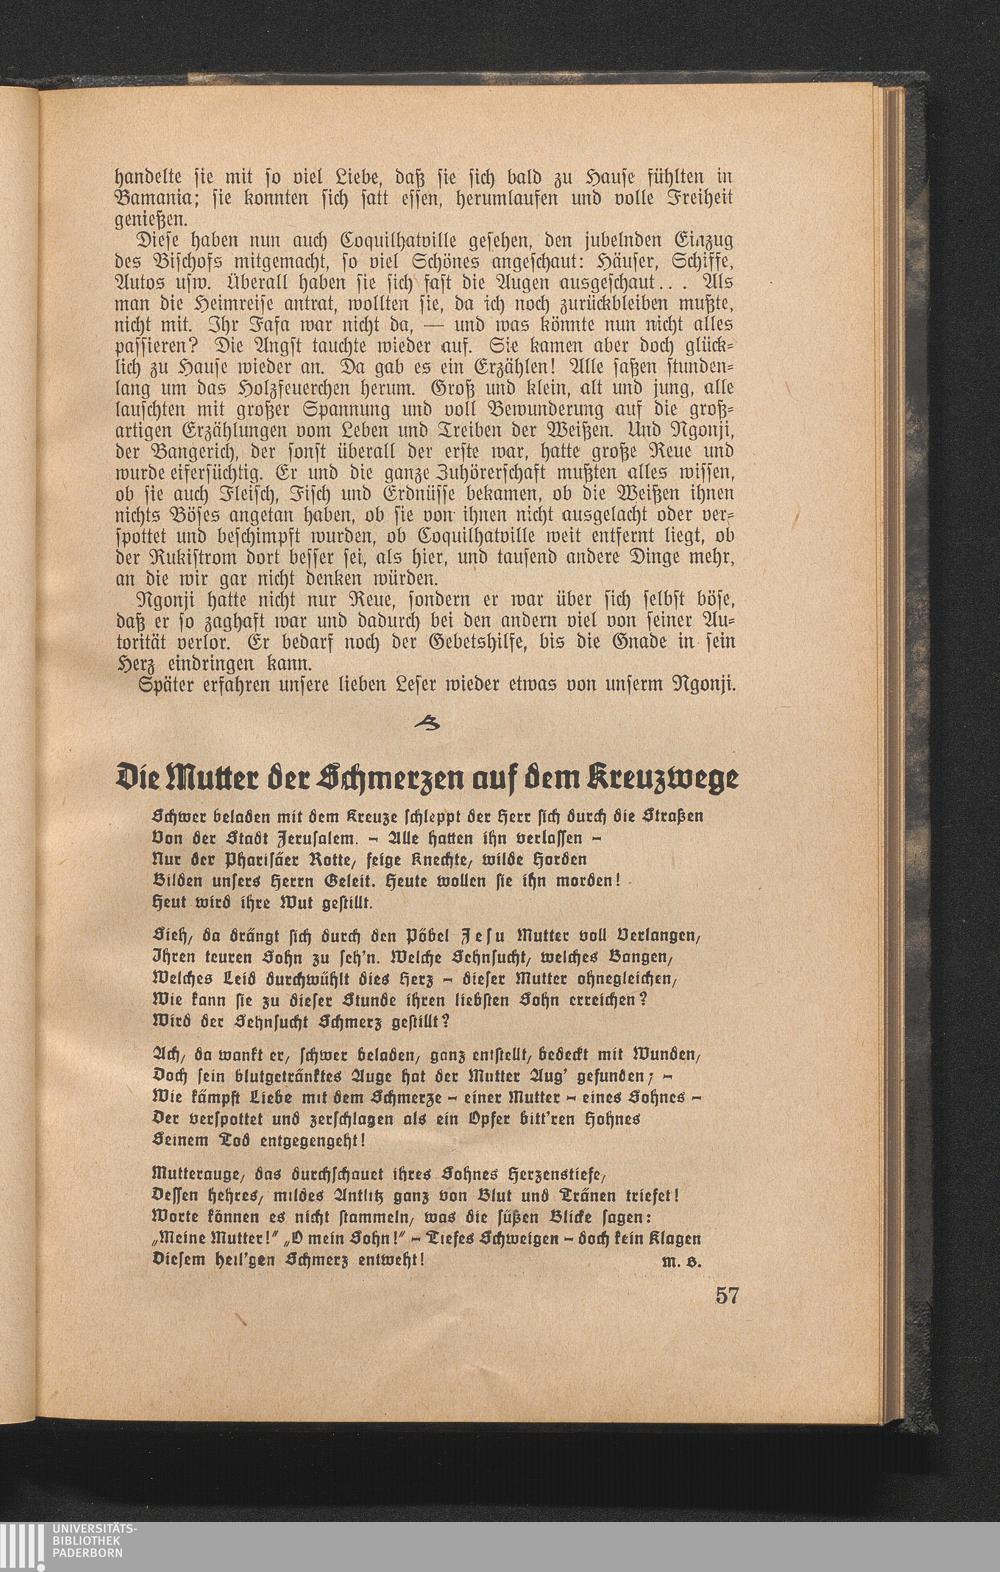 handelte sie mit so viel Liebe, daß sie sich bald zu Hause fühlten in
Bamania; sie konnten sich satt essen, herumlaufen und volle Freiheit
genießen.
Diese haben nun auch Coquilhatville gesehen, den jubelnden Einzug
des Bischofs mitgemacht, so viel Schönes angeschaut: Häuser, Schiffe,
Autos usw. Überall haben sie sich fast die Augen ausgeschaut... Als
man die Heimreise antrat, wollten sie, da ich noch zurückbleiben mußte,
nicht mit. Ihr Fafa war nicht da, — und was könnte nun nicht alles
passieren? Die Angst tauchte wieder auf. Sie kamen aber doch glück-
lich zu Hause wieder an. Da gab es ein Erzählen! Alle saßen stunden-
lang um das Holzfeuerchen herum. Groß und klein, alt und jung, alle
lauschten mit großer Spannung und voll Bewunderung auf die groß-
artigen Erzählungen vom Leben und Treiben der Weißen. Und Ngonji,
der Bangerich, der sonst überall der erste war, hatte große Reue und
wurde eifersüchtig. Er und die ganze Zuhörerschaft mußten alles wissen,
ob sie auch Fleisch, Fisch und Erdnüsse bekamen, ob die Weißen ihnen
nichts Böses angetan haben, ob sie von ihnen nicht ausgelacht oder ver-
spottet und beschimpft wurden, ob Coquilhatville weit entfernt liegt, ob
der Rukistrom dort besser sei, als hier, und tausend andere Dinge mehr,
an die wir gar nicht denken würden.
Ngonji hatte nicht nur Reue, sondern er war über sich selbst böse,
daß er so zaghaft war und dadurch bei den andern viel von seiner Au-
torität verlor. Er bedarf noch der Gebetshilfe, bis die Gnade in sein
Herz eindringen kann.
Später erfahren unsere lieben Leser wieder etwas von unserm Ngonji.
Die Mutter der Schmerzen auf dem Kreuzwege
Schwer beladen mit dem Kreuze schleppt der Herr sich durch die Straßen
Von der Stadt Jerusalem. – Alle hatten ihn verlassen –
Nur der Pharisäer Rotte, feige Knechte, wilde Horden
Bilden unsers Herrn Geleit. Heute wollen sie ihn morden!
Heut wird ihre Wut gestillt.
Sieh, da drängt sich durch den Pöbel Jesu Mutter voll Verlangen,
Ihren teuren Sohn zu seh'n. Welche Sehnsucht, welches Bangen,
Welches Leid durchwühlt dies Herz – dieser Mutter ohnegleichen,
Wie kann sie zu dieser Stunde ihren liebsten Sohn erreichen?
Wird der Sehnsucht Schmerz gestillt?
Ach, da wankt er, schwer beladen, ganz entstellt, bedeckt mit Wunden,
Doch sein blutgetränktes Auge hat der Mutter Aug' gefunden; –
Wie kämpft Liebe mit dem Schmerze – einer Mutter – eines Sohnes –
Der verspottet und zerschlagen als ein Opfer bitt'ren Hohnes
Seinem Tod entgegengeht!
Mutterauge, das durchschauet ihres Sohnes Herzenstiefe,
Dessen hehres, mildes Antlitz ganz von Blut und Tränen triefet!
Worte können es nicht stammeln, was die süßen Blicke sagen:
„Meine Mutter!" „O mein Sohn!" – Tiefes Schweigen – doch kein Klagen
Diesem heil'gen Schmerz entweht! M. B.
57
UNIVERSITÄTS-
BIBLIOTHEK
PADERBORN